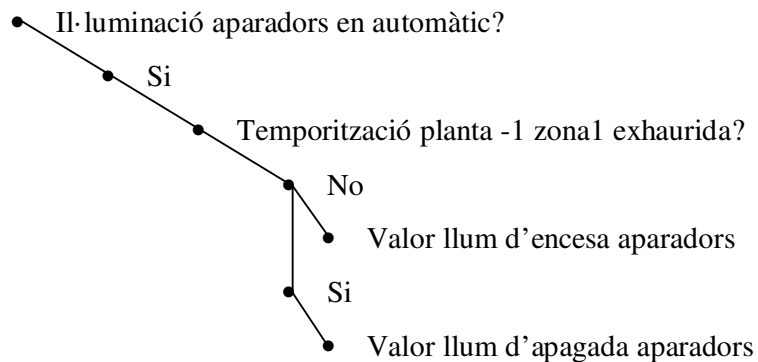 Il·luminació aparadors en automàtic?
Si
Temporització planta -1 zona1 exhaurida?
No
Valor llum d’encesa aparadors
Si
Valor llum d’apagada aparadors